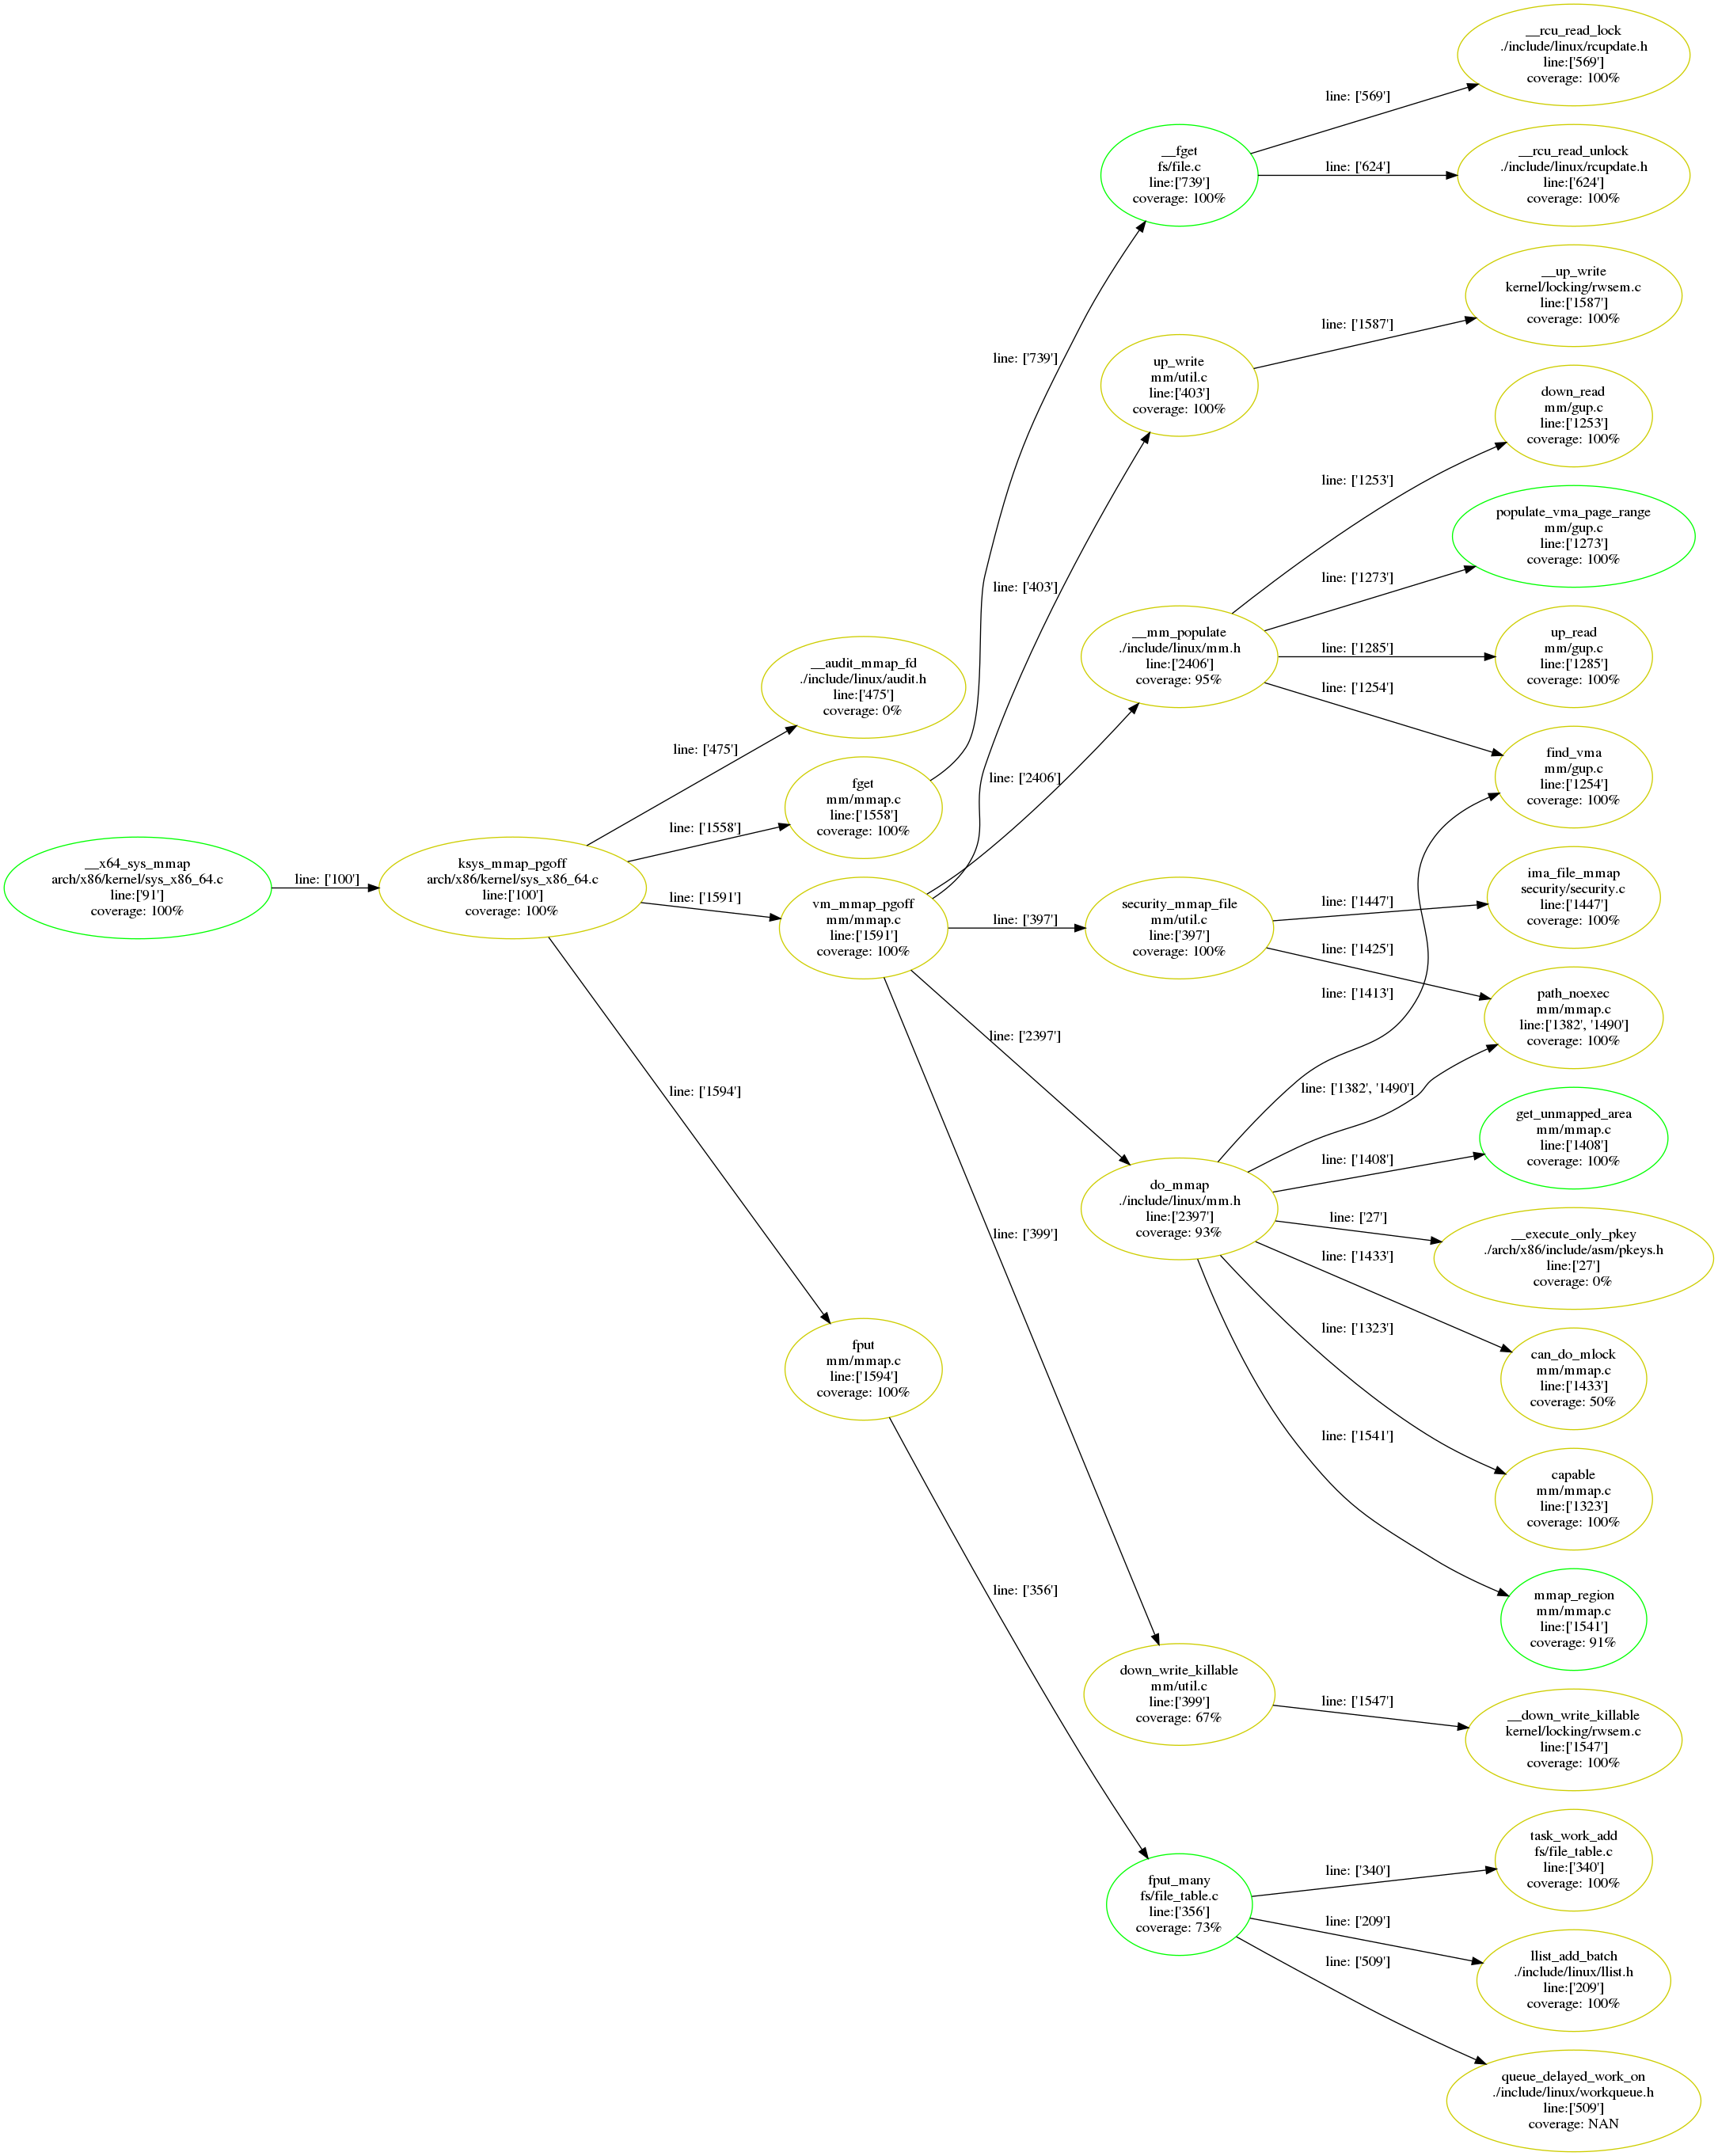 __rcu_read_lock
./include/linux/rcupdate.h
line:['569']
coverage: 100%
line: ['569']
__fget
fs/file.c
line:['739']
coverage: 100%
line: ['624']
__rcu_read_unlock
./include/linux/rcupdate.h
line:['624']
coverage: 100%
__up_write
kernel/locking/rwsem.c
line:['1587']
coverage: 100%
line: ['1587']
line: ['739']
up_write
mm/util.c
line:['403']
coverage: 100%
down_read
mm/gup.c
line:['1253']
coverage: 100%
line: ['1253']
populate_vma_page_range
mm/gup.c
line:['1273']
coverage: 100%
line: ['1273']
line: ['403']
__mm_populate
./include/linux/mm.h
line:['2406']
coverage: 95%
line: ['1285']
up_read
mm/gup.c
line:['1285']
coverage: 100%
__audit_mmap_fd
./include/linux/audit.h
line:['475']
coverage: 0%
line: ['1254']
line: ['475']
line: ['2406']
find_vma
mm/gup.c
line:['1254']
coverage: 100%
fget
mm/mmap.c
line:['1558']
coverage: 100%
line: ['1558']
__x64_sys_mmap
arch/x86/kernel/sys_x86_64.c
line:['91']
coverage: 100%
line: ['100']
ksys_mmap_pgoff
arch/x86/kernel/sys_x86_64.c
line:['100']
coverage: 100%
line: ['1591']
vm_mmap_pgoff
mm/mmap.c
line:['1591']
coverage: 100%
line: ['397']
security_mmap_file
mm/util.c
line:['397']
coverage: 100%
line: ['1447']
ima_file_mmap
security/security.c
line:['1447']
coverage: 100%
line: ['1425']
line: ['1413']
path_noexec
mm/mmap.c
line:['1382', '1490']
coverage: 100%
line: ['2397']
line: ['1594']
line: ['1382', '1490']
get_unmapped_area
mm/mmap.c
line:['1408']
coverage: 100%
line: ['1408']
do_mmap
./include/linux/mm.h
line:['2397']
coverage: 93%
line: ['27']
__execute_only_pkey
./arch/x86/include/asm/pkeys.h
line:['27']
coverage: 0%
line: ['399']
line: ['1433']
line: ['1323']
can_do_mlock
mm/mmap.c
line:['1433']
coverage: 50%
fput
mm/mmap.c
line:['1594']
coverage: 100%
line: ['1541']
capable
mm/mmap.c
line:['1323']
coverage: 100%
line: ['356']
mmap_region
mm/mmap.c
line:['1541']
coverage: 91%
down_write_killable
mm/util.c
line:['399']
coverage: 67%
line: ['1547']
__down_write_killable
kernel/locking/rwsem.c
line:['1547']
coverage: 100%
task_work_add
fs/file_table.c
line:['340']
coverage: 100%
line: ['340']
fput_many
fs/file_table.c
line:['356']
coverage: 73%
line: ['209']
line: ['509']
llist_add_batch
./include/linux/llist.h
line:['209']
coverage: 100%
queue_delayed_work_on
./include/linux/workqueue.h
line:['509']
coverage: NAN